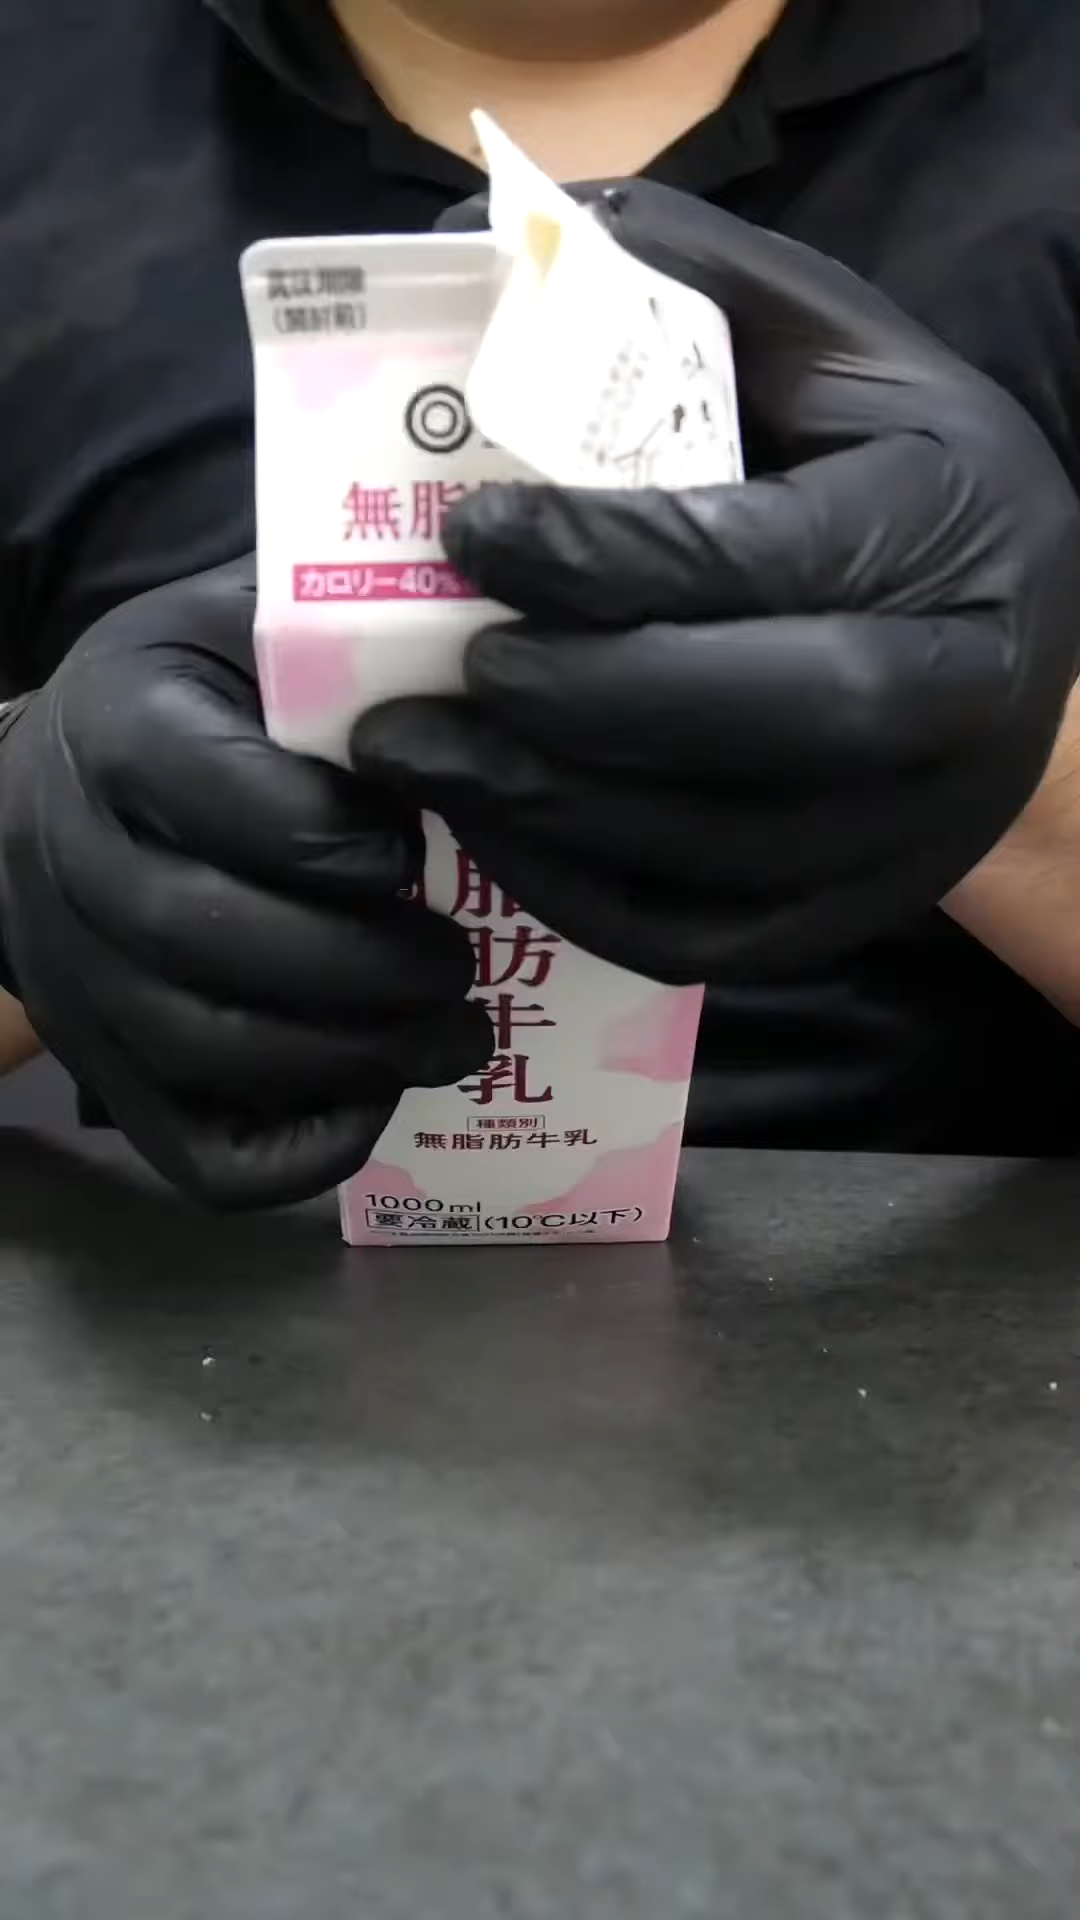 賞味期限
(開封前)
無脂
カロリー40%
脂
肪
牛
乳
種類別
無脂肪牛乳
1000ml
要冷蔵(10℃以下)